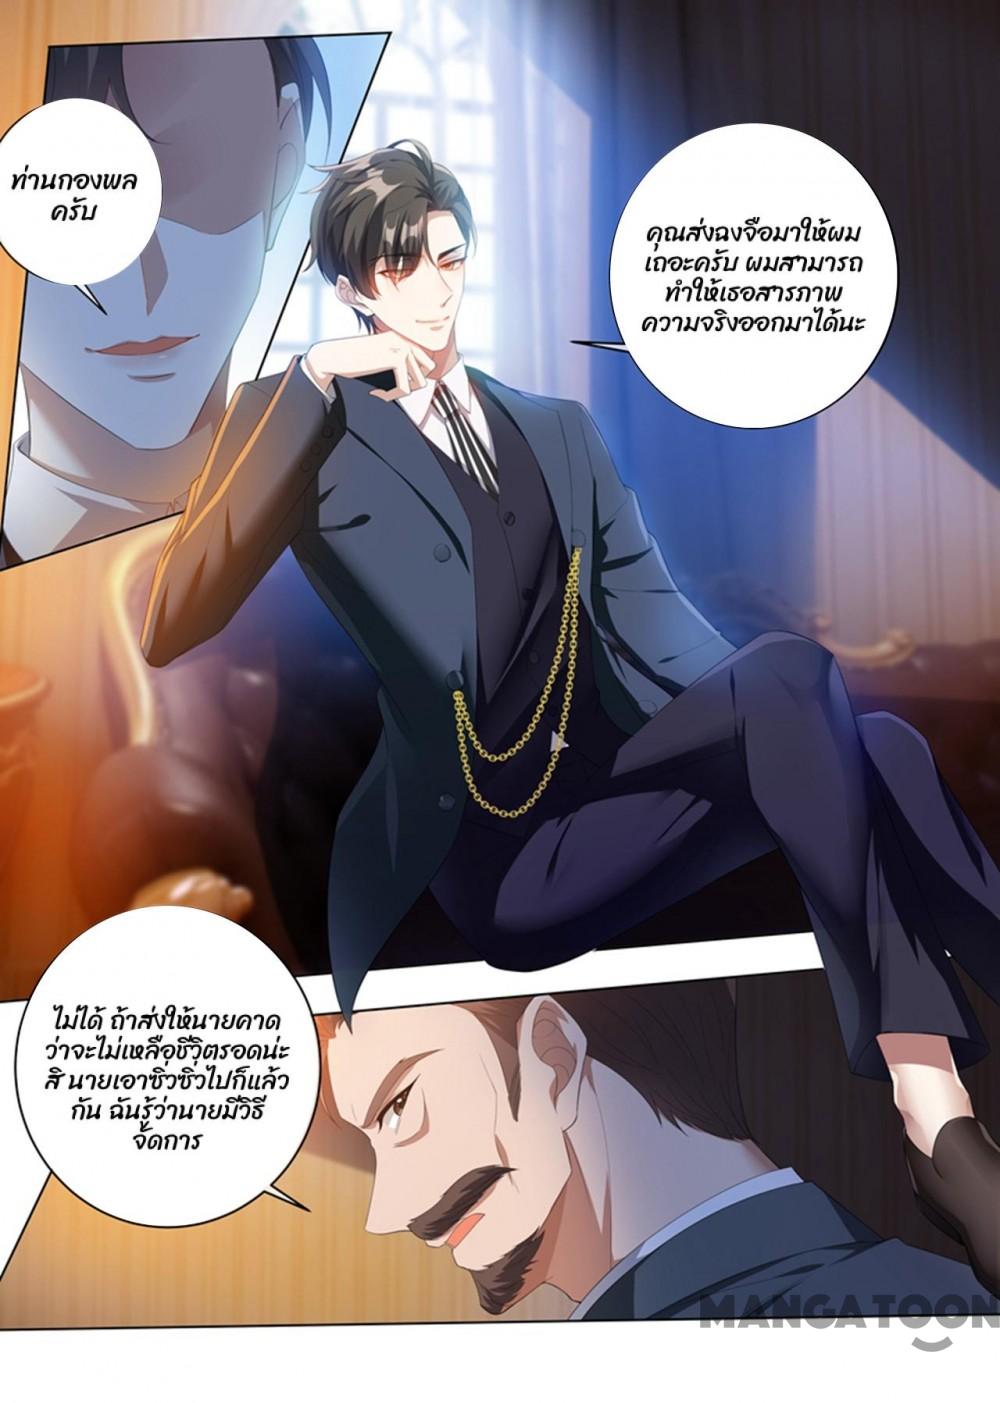 ท่านกองพล
ครับ
คุณส่งฉงจือมาให้ผม
เถอะครับ ผมสามารถ
ทำให้เธอสารภาพ
ความจริงออกมาได้นะ
ไม่ได้ ถ้าส่งให้นายคาด
ว่าจะไม่เหลือชีวิตรอดน่ะ
สิ นายเอาซิ่วซิ่วไปก็แล้ว
กัน ฉันรู้ว่านายมีวิธี
จัดการ
MANGATOON